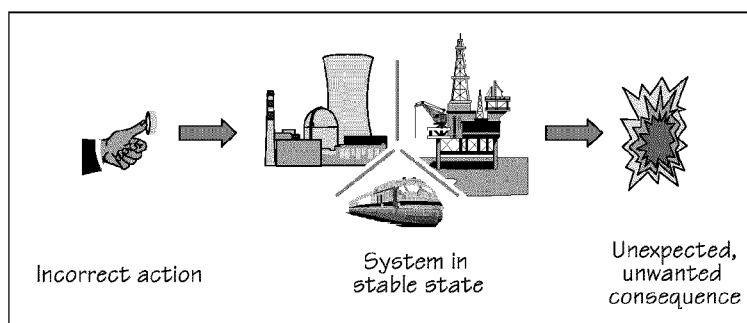 Incorrect action
System in
stable state
Unexpected,
unwanted
consequence